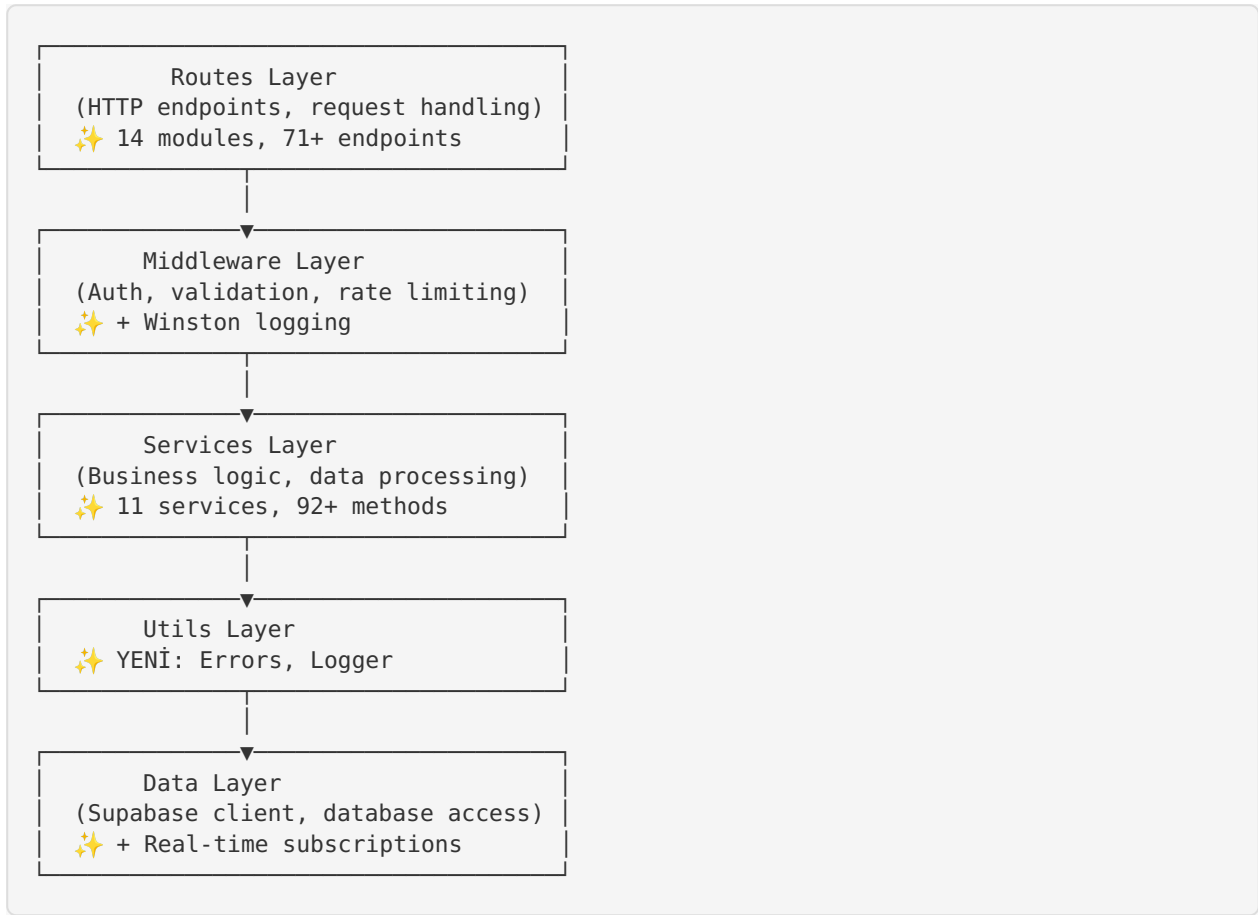 Routes Layer
(HTTP endpoints, request handling)
✨ 14 modules, 71+ endpoints
Middleware Layer
(Auth, validation, rate limiting)
✨ + Winston logging
Services Layer
(Business logic, data processing)
✨ 11 services, 92+ methods
Utils Layer
✨ YENİ: Errors, Logger
Data Layer
(Supabase client, database access)
✨ + Real-time subscriptions